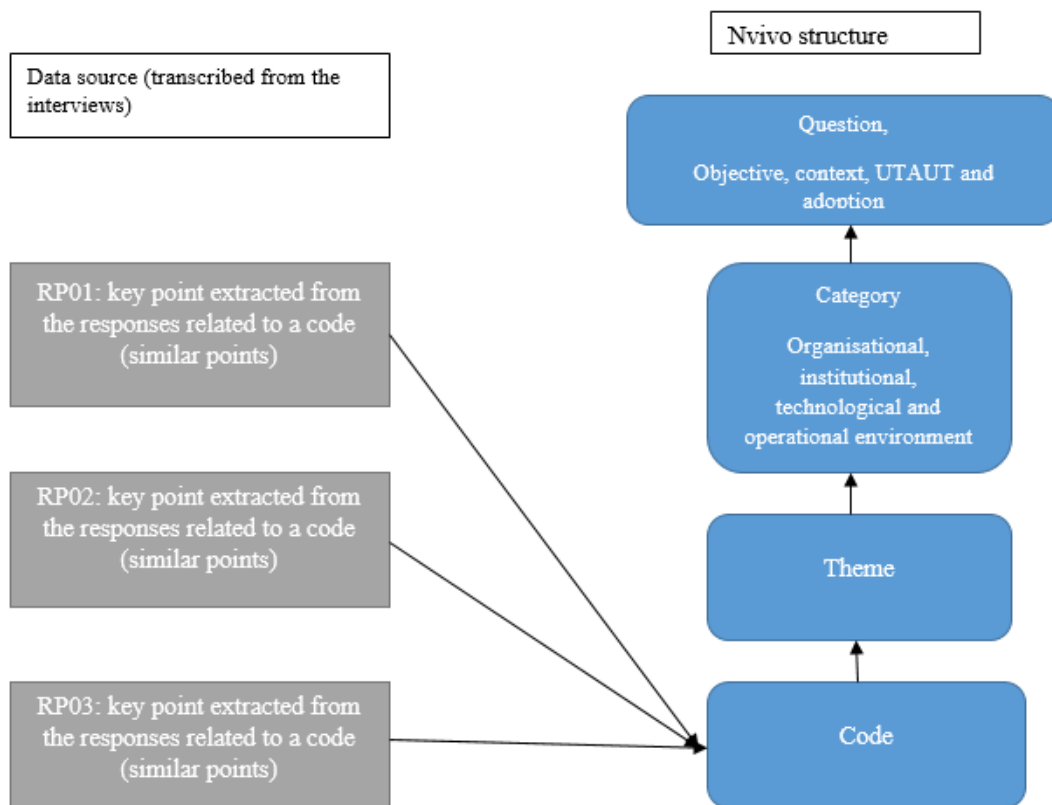 Nvivo structure
Data source (transcribed from the
interviews)
Question,
Objective, context, UTAUT and
adoption
RP01: key point extracted from
the responses related to a code
(similar points)
Category
Organisational,
institutional,
technological and
operational environment
RP02: key point extracted from
the responses related to a code
(similar points)
Theme
RP03: key point extracted from
the responses related to a code
(similar points)
Code